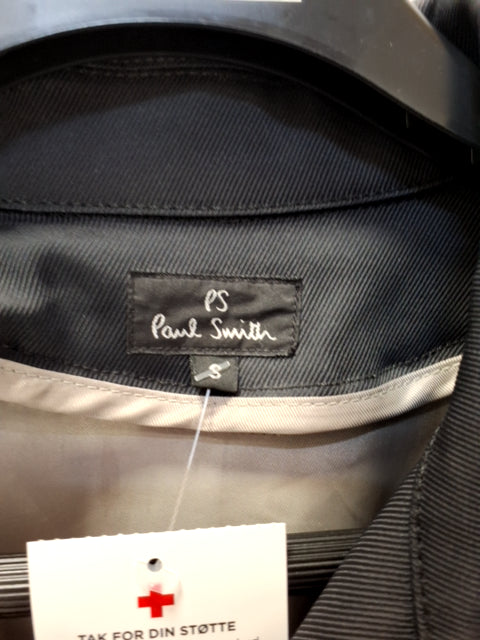 PS
Paul Smith
S
TAK FOR DIN STØTTE